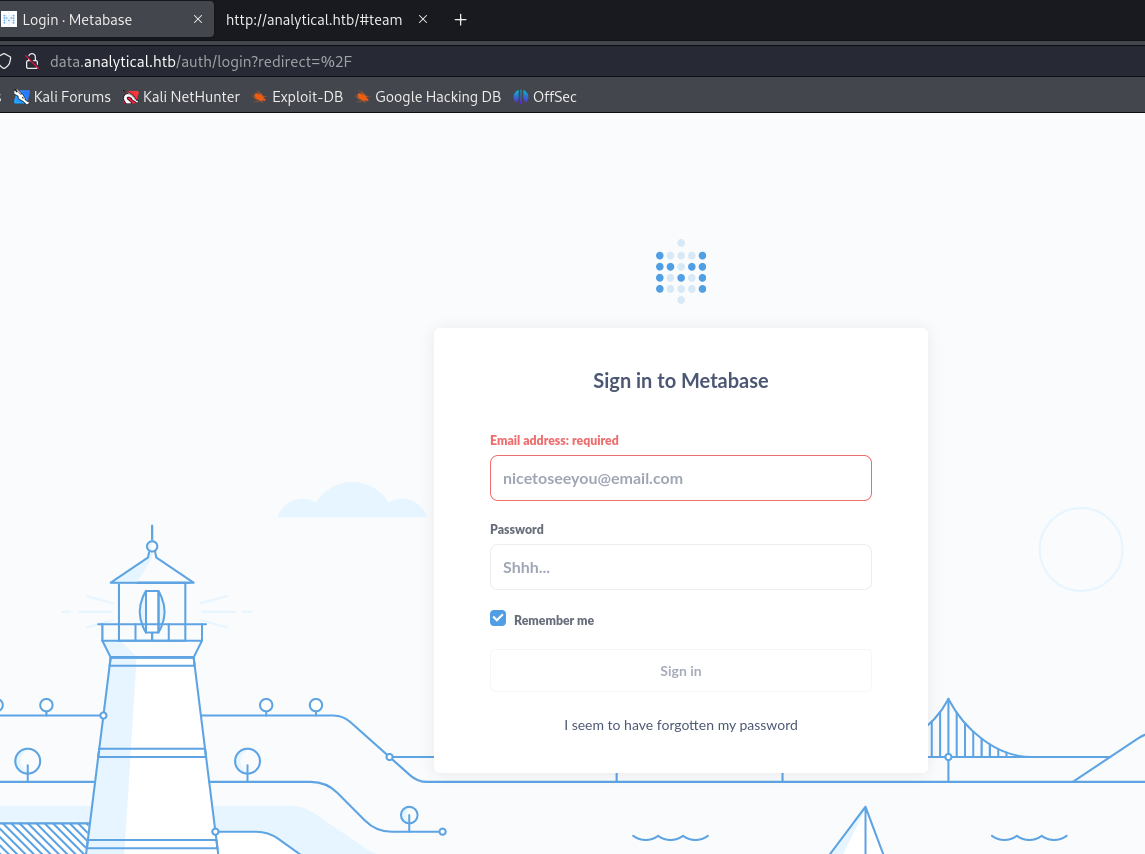 Login · Metabase
http://analytical.htb/#team
data.analytical.htb/auth/login?redirect=%2F
Kali Forums Kali NetHunter Exploit-DB Google Hacking DB OffSec
Sign in to Metabase
Email address: required
nicetoseeyou@email.com
Password
Shhh...
Remember me
Sign in
I seem to have forgotten my password